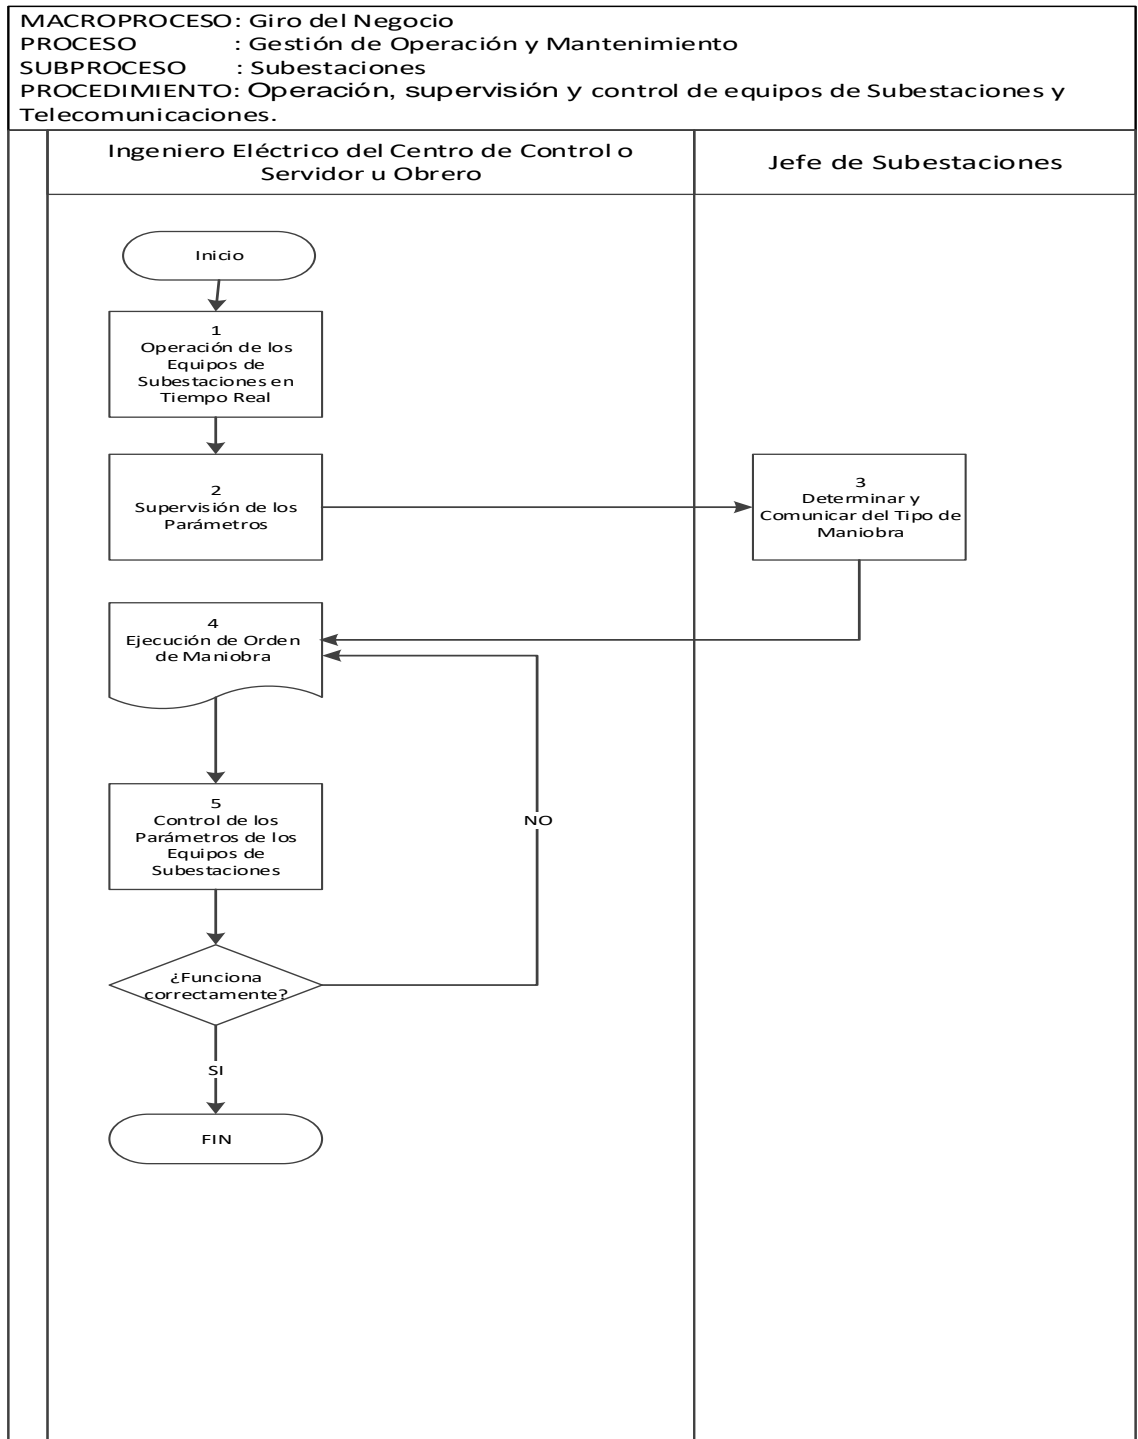 MACROPROCESO: Giro del Negocio
PROCESO : Gestión de Operación y Mantenimiento
SUBPROCESO : Subestaciones
PROCEDIMIENTO: Operación, supervisión y control de equipos de Subestaciones y
Telecomunicaciones.
Ingeniero Eléctrico del Centro de Control o
Servidor u Obrero
Jefe de Subestaciones
Inicio
1
Operación de los
Equipos de
Subestaciones en
Tiempo Real
2
Supervisión de los
Parámetros
3
Determinar y
Comunicar del Tipo de
Maniobra
4
Ejecución de Orden
de Maniobra
5
Control de los
Parámetros de los
Equipos de
Subestaciones
NO
¿Funciona
correctamente?
SI
FIN